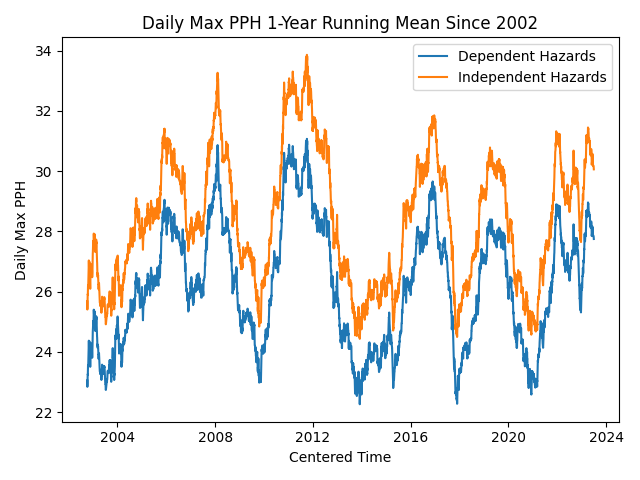 Daily Max PPH 1-Year Running Mean Since 2002
Dependent Hazards
Independent Hazards
Daily Max PPH
34
32
30
28
26
24
22
2004
2008
2012
2016
2020
2024
Centered Time